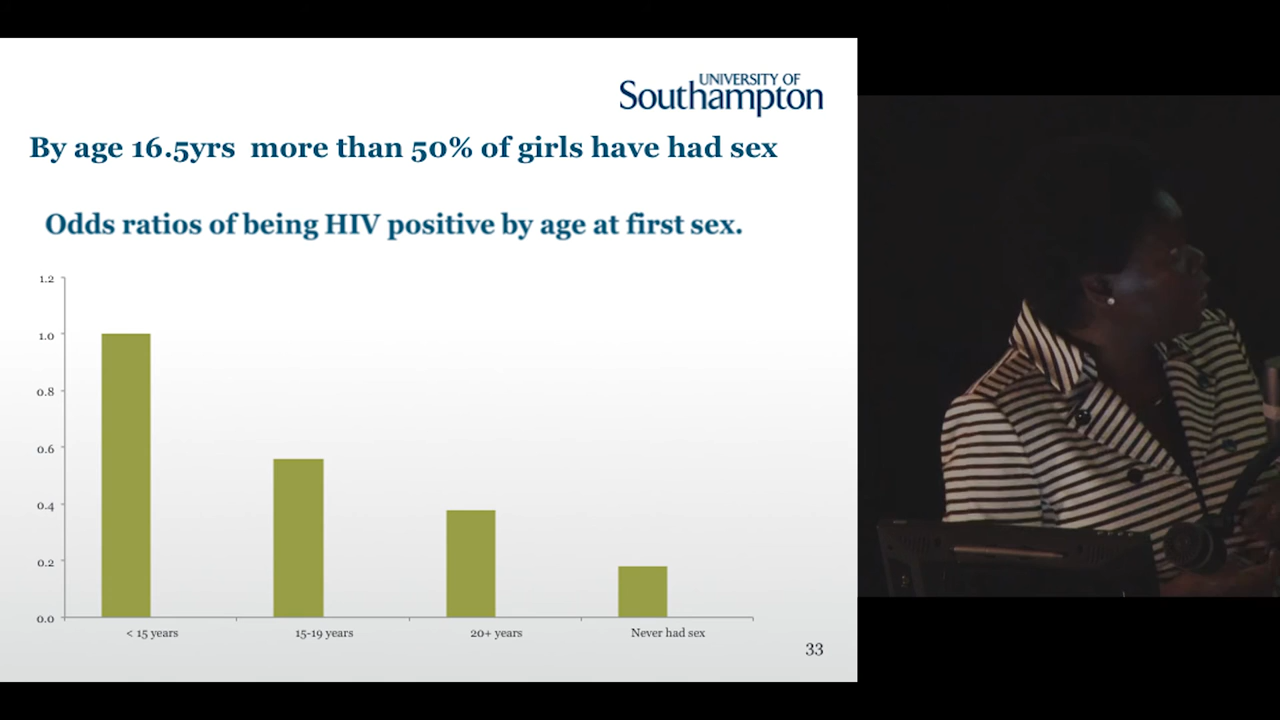 UNIVERSITY OF
Southampton
By age 16.5yrs more than 50% of girls have had sex
Odds ratios of being HIV positive by age at first sex.
1.2
1.0
0.8
0.6
0.4
0.2
0.0
< 15 years
15-19 years
20+ years
Never had sex
33